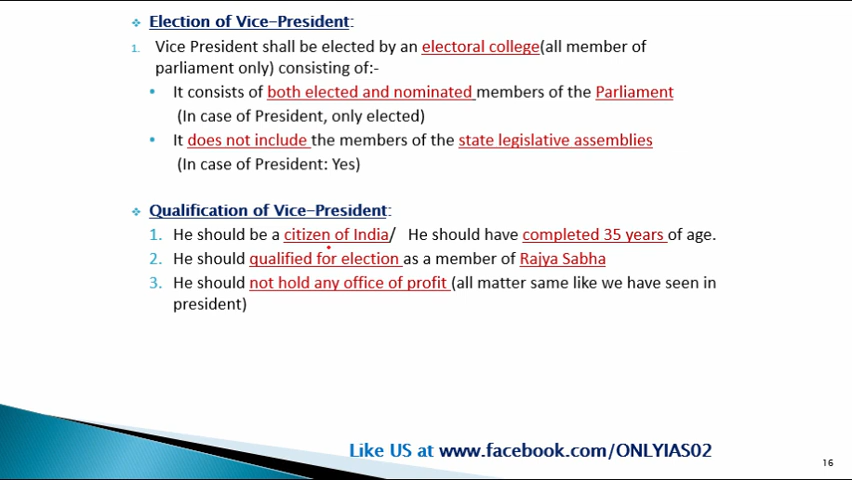 ❖ Election of Vice-President:
1. Vice President shall be elected by an electoral college(all member of
parliament only) consisting of:-
• It consists of both elected and nominated members of the Parliament
(In case of President, only elected)
• It does not include the members of the state legislative assemblies
(In case of President: Yes)
❖ Qualification of Vice-President:
1. He should be a citizen of India/ He should have completed 35 years of age.
2. He should qualified for election as a member of Rajya Sabha
3. He should not hold any office of profit (all matter same like we have seen in
president)
Like US at www.facebook.com/ONLYIAS02
16